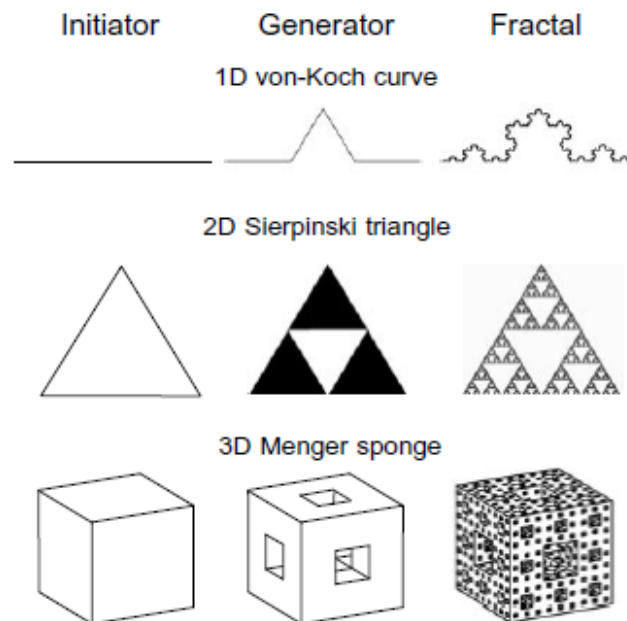 Initiator Generator Fractal
1D von-Koch curve
2D Sierpinski triangle
3D Menger sponge